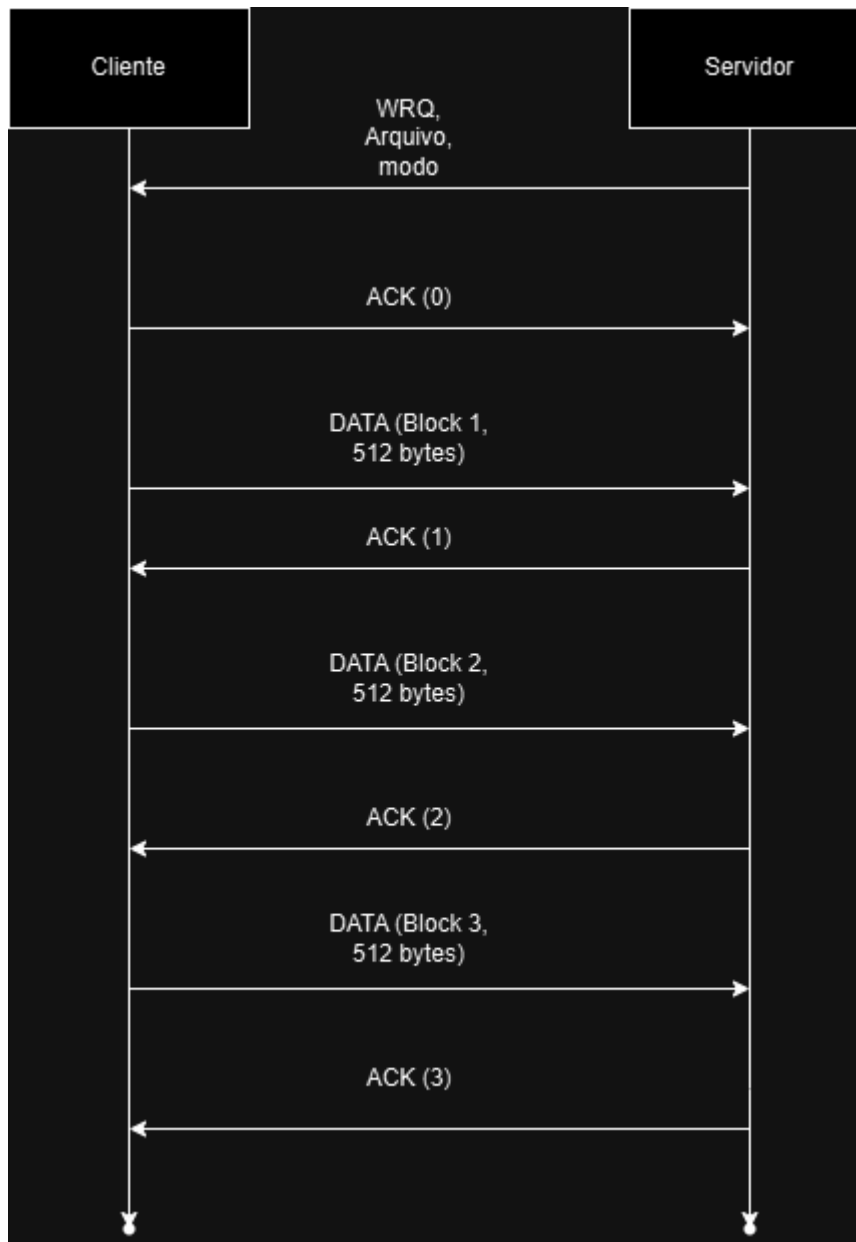 Cliente
Servidor
WRQ,
Arquivo,
modo
ACK (0)
DATA (Block 1,
512 bytes)
ACK (1)
DATA (Block 2,
512 bytes)
ACK (2)
DATA (Block 3,
512 bytes)
ACK (3)